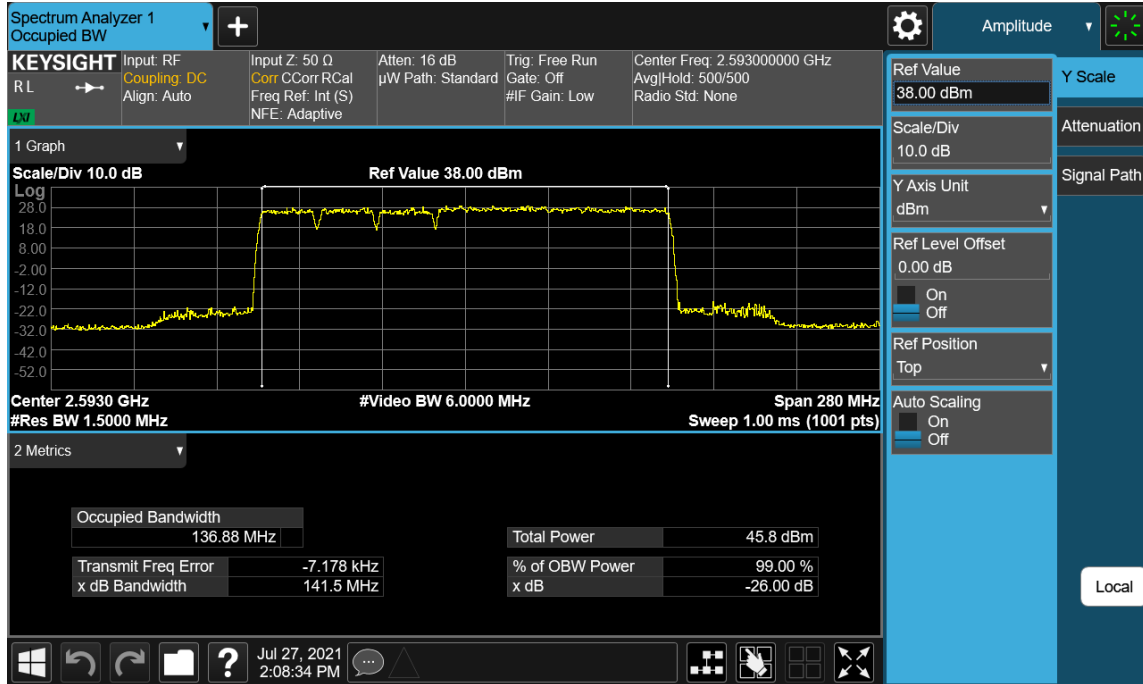 Spectrum Analyzer 1
Occupied BW
+
Amplitude
KEYSIGHT
R L
LXI
Input: RF
Coupling: DC
Align: Auto
Input Z: 50 Ω
Corr CCorr RCal
Freq Ref: Int (S)
NFE: Adaptive
Atten: 16 dB
µW Path: Standard
Trig: Free Run
Gate: Off
#IF Gain: Low
Center Freq: 2.593000000 GHz
Avg|Hold: 500/500
Radio Std: None
1 Graph
Scale/Div 10.0 dB
Ref Value 38.00 dBm
Log
28.0
18.0
8.00
-2.00
-12.0
-22.0
-32.0
-42.0
-52.0
Center 2.5930 GHz
#Video BW 6.0000 MHz
Span 280 MHz
#Res BW 1.5000 MHz
Sweep 1.00 ms (1001 pts)
2 Metrics
Occupied Bandwidth
136.88 MHz
Total Power 45.8 dBm
Transmit Freq Error -7.178 kHz
% of OBW Power 99.00 %
x dB Bandwidth 141.5 MHz
x dB -26.00 dB
Ref Value
38.00 dBm
Scale/Div
10.0 dB
Y Axis Unit
dBm
Ref Level Offset
0.00 dB
On
Off
Ref Position
Top
Auto Scaling
On
Off
Y Scale
Attenuation
Signal Path
Local
?
Jul 27, 2021
2:08:34 PM